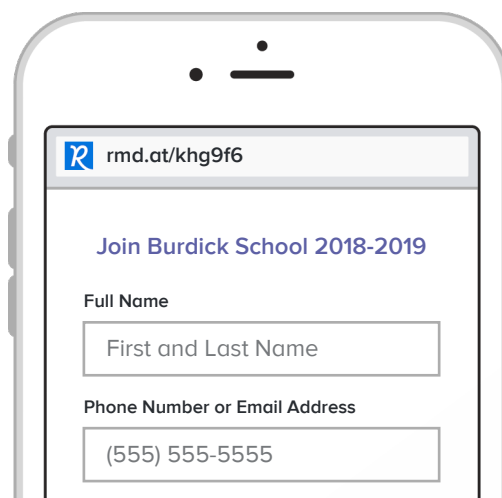 rmd.at/khg9f6
Join Burdick School 2018-2019
Full Name
First and Last Name
Phone Number or Email Address
(555) 555-5555